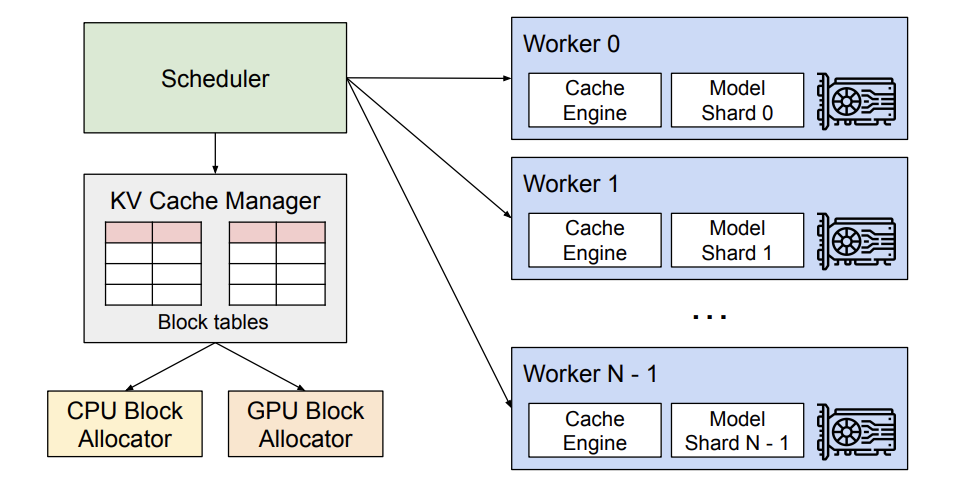 Scheduler
KV Cache Manager
Block tables
CPU Block
Allocator
GPU Block
Allocator
Worker 0
Cache
Engine
Model
Shard 0
Worker 1
Cache
Engine
Model
Shard 1
...
Worker N - 1
Cache
Engine
Model
Shard N - 1